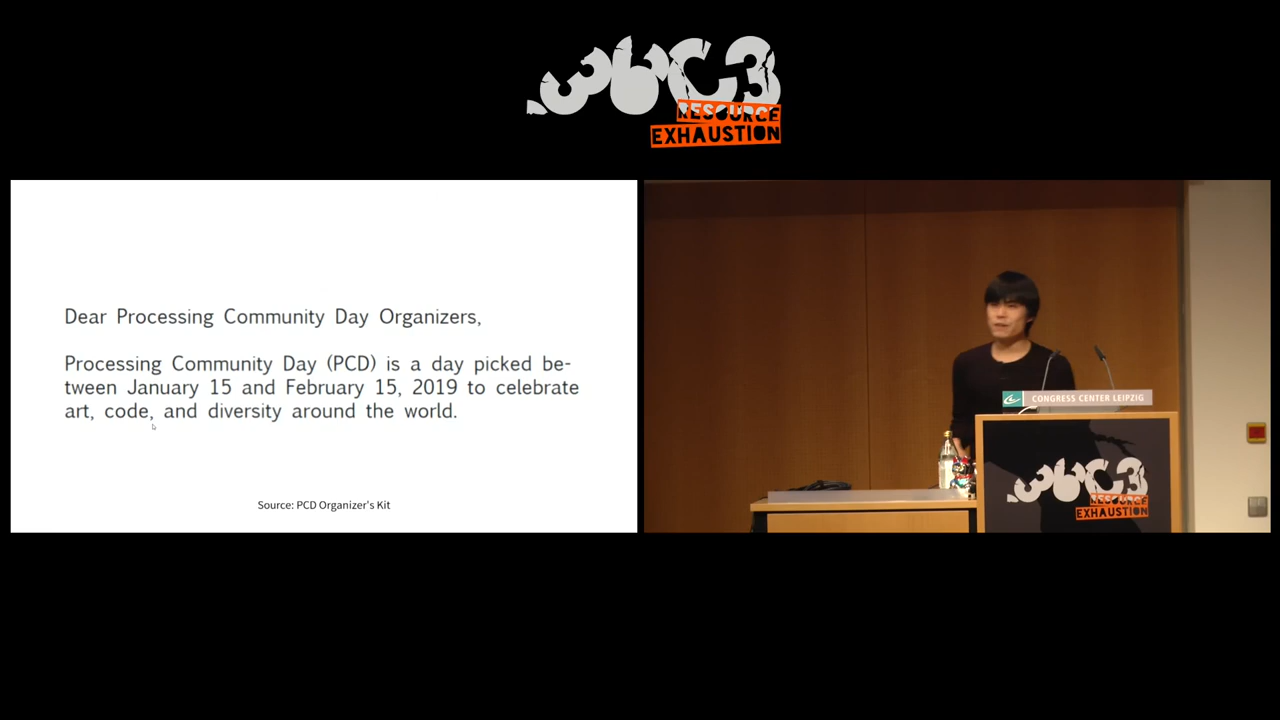 36C3
RESOURCE
EXHAUSTION
Dear Processing Community Day Organizers,
Processing Community Day (PCD) is a day picked be-
tween January 15 and February 15, 2019 to celebrate
art, code, and diversity around the world.
Source: PCD Organizer's Kit
CONGRESS CENTER LEIPZIG
36C3
RESOURCE
EXHAUSTION